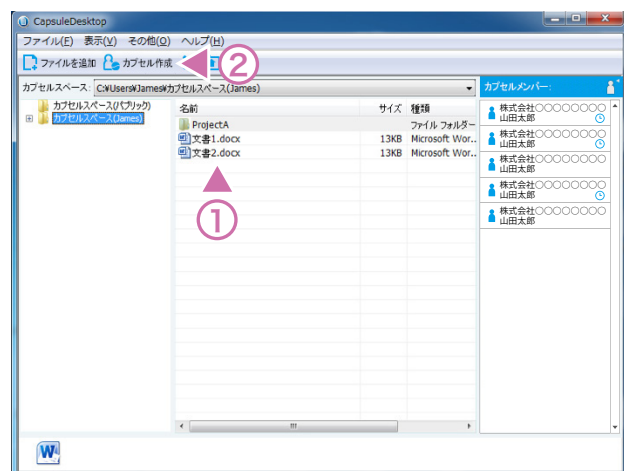 CapsuleDesktop
ファイル(F) 表示(V) その他(O) ヘルプ(H)
ファイルを追加 カプセル作成
②
カプセルスペース: C:¥Users¥James¥カプセルスペース(James)
カプセルメンバー:
カプセルスペース(パブリック)
カプセルスペース(James)
名前 サイズ 種類
ProjectA ファイル フォルダー
文書1.docx 13KB Microsoft Wor...
文書2.docx 13KB Microsoft Wor...
①
株式会社○○○○○○○○
山田太郎
株式会社○○○○○○○○
山田太郎
株式会社○○○○○○○○
山田太郎
株式会社○○○○○○○○
山田太郎
株式会社○○○○○○○○
山田太郎
W